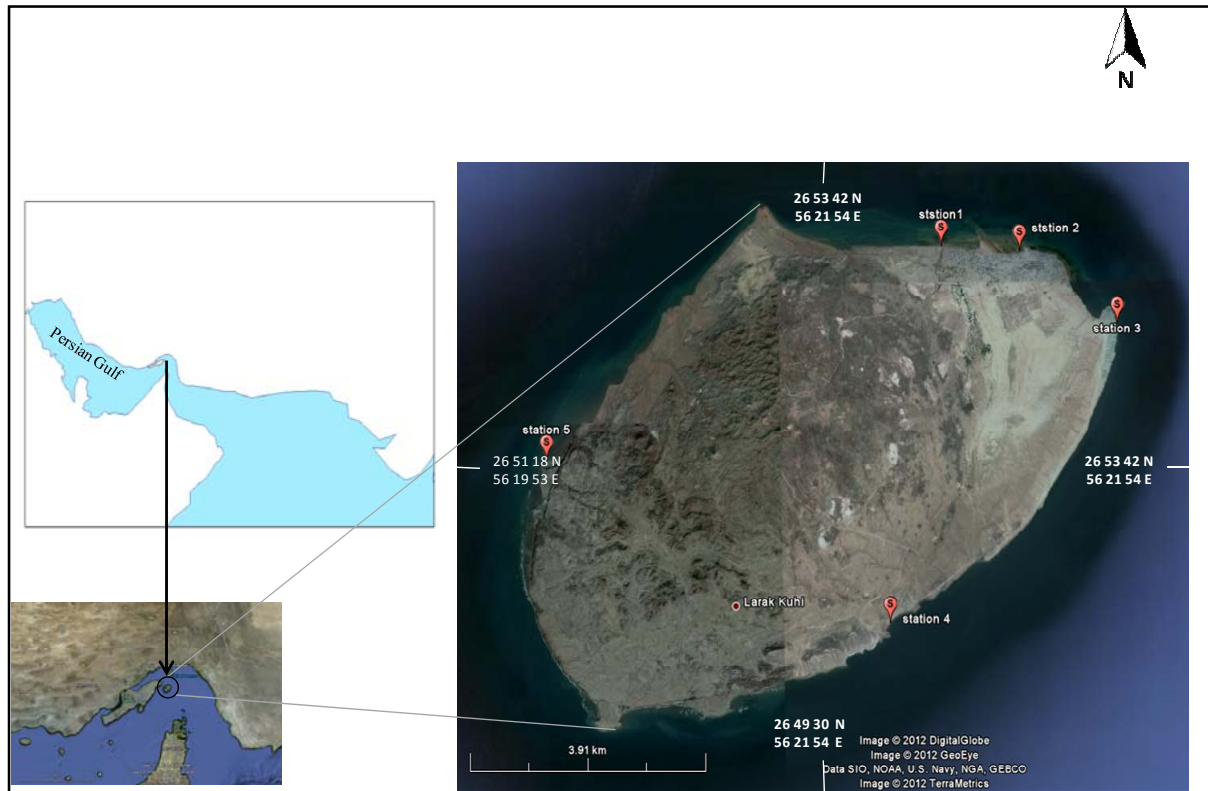 N
Persian Gulf
26 53 42 N
56 21 54 E
ststion1
ststion 2
S
S
S
station 3
station 5
S
26 51 18 N
56 19 53 E
26 53 42 N
56 21 54 E
Larak Kuhl
S
station 4
26 49 30 N
56 21 54 E
3.91 km
Image © 2012 DigitalGlobe
Image © 2012 GeoEye
Data SIO, NOAA, U.S. Navy, NGA, GEBCO
Image © 2012 TerraMetrics